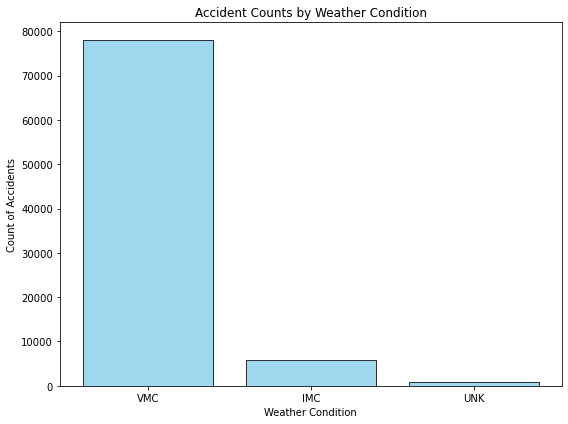 Accident Counts by Weather Condition
Count of Accidents
80000
70000
60000
50000
40000
30000
20000
10000
0
VMC
IMC
UNK
Weather Condition